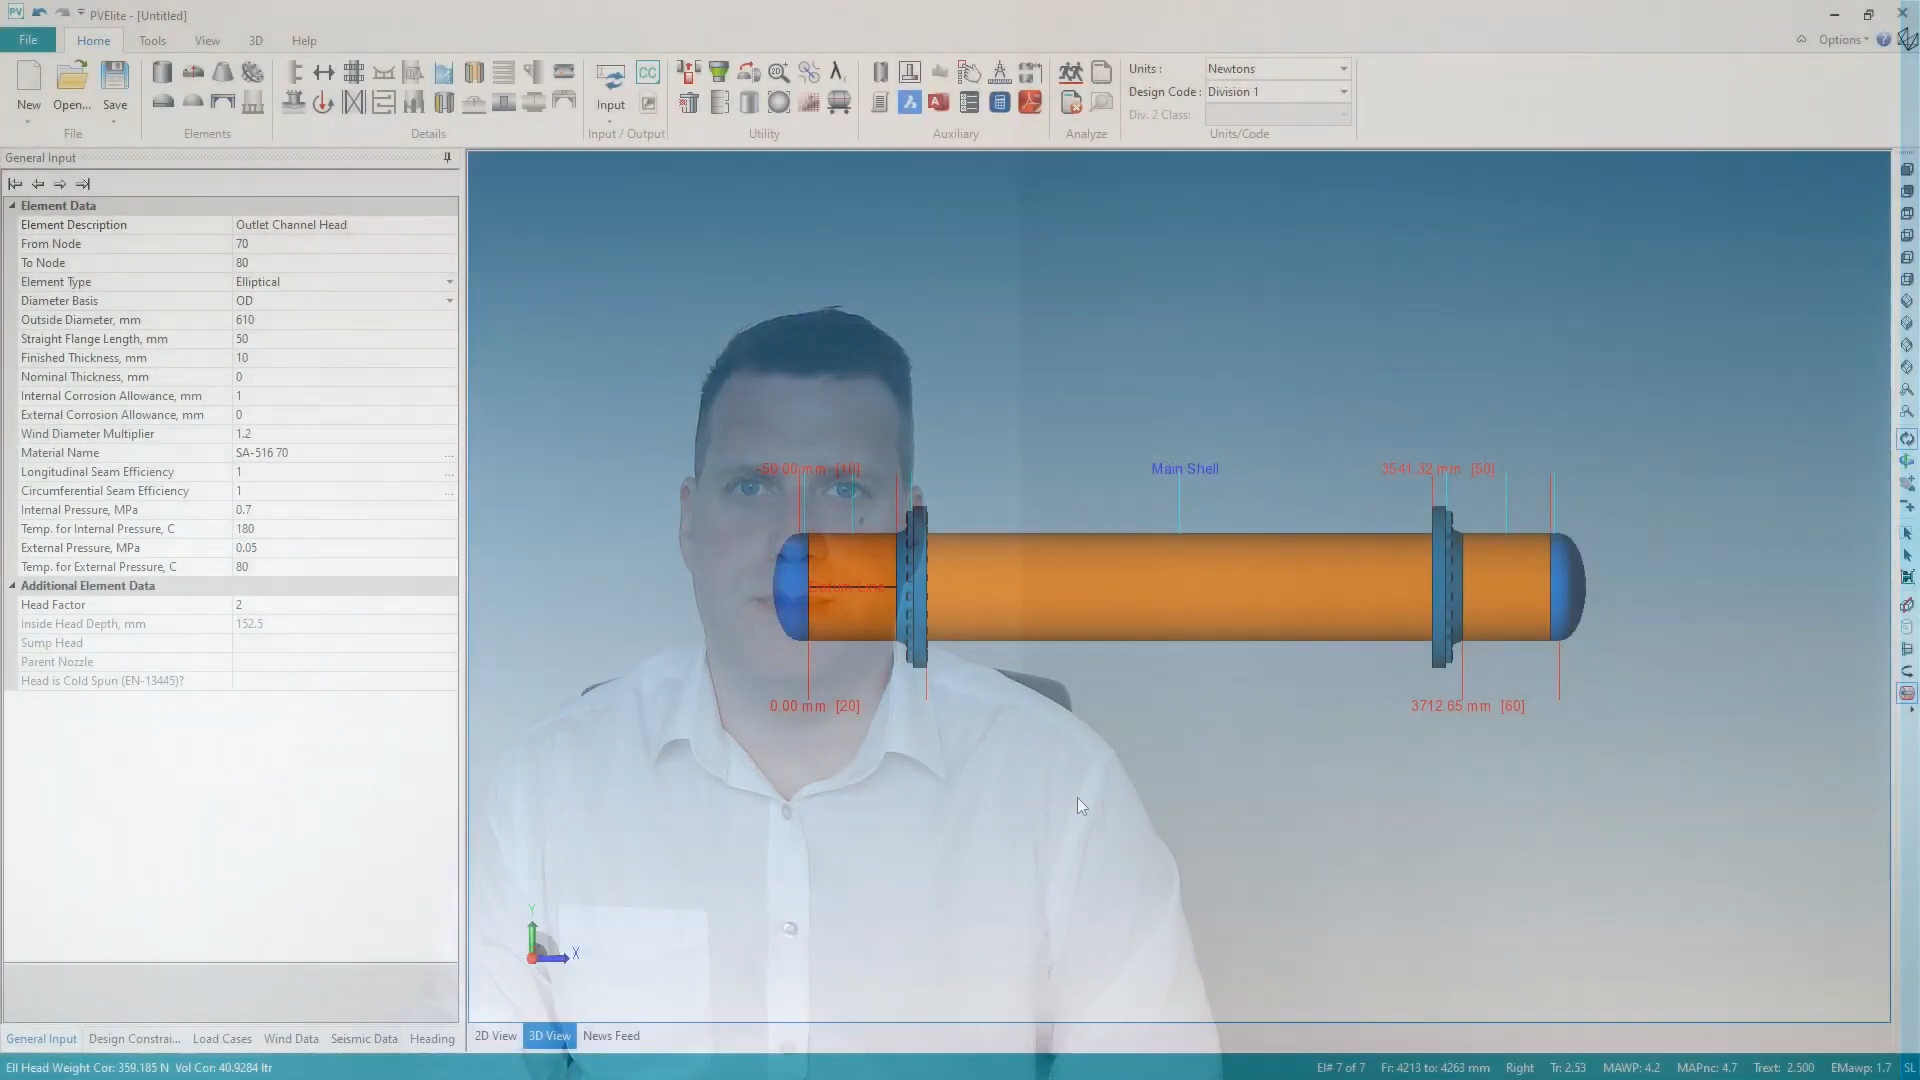 PV PVElite - [Untitled]
File Home Tools View 3D Help Options
New Open... Save Input CC
Units : Newtons
Design Code : Division 1
Div. 2 Class:
File Elements Details Input / Output Utility Auxiliary Analyze Units/Code
General Input
Element Data
Element Description Outlet Channel Head
From Node 70
To Node 80
Element Type Elliptical
Diameter Basis OD
Outside Diameter, mm 610
Straight Flange Length, mm 50
Finished Thickness, mm 10
Nominal Thickness, mm 0
Internal Corrosion Allowance, mm 1
External Corrosion Allowance, mm 0
Wind Diameter Multiplier 1.2
Material Name SA-516 70 ...
Longitudinal Seam Efficiency 1 ...
Circumferential Seam Efficiency 1 ...
Internal Pressure, MPa 0.7
Temp. for Internal Pressure, C 180
External Pressure, MPa 0.05
Temp. for External Pressure, C 80
Additional Element Data
Head Factor 2
Inside Head Depth, mm 152.5
Sump Head
Parent Nozzle
Head is Cold Spun (EN-13445)?
-50.00 mm [10] Main Shell 3541.32 mm [50]
Datum Line
0.00 mm [20] 3712.65 mm [60]
Y
X
General Input Design Constrai... Load Cases Wind Data Seismic Data Heading
2D View 3D View News Feed
Ell Head Weight Cor: 359.185 N Vol Cor: 40.9284 ltr El# 7 of 7 Fr: 4213 to: 4263 mm Right Tr: 2.53 MAWP: 4.2 MAPnc: 4.7 Trext: 2.500 EMawp: 1.7 SL